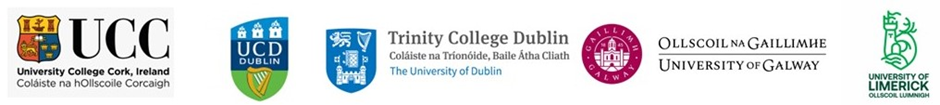 UCC
University College Cork, Ireland
Coláiste na hOllscoile Corcaigh
UCD
DUBLIN
Trinity College Dublin
Coláiste na Tríonóide, Baile Átha Cliath
The University of Dublin
GAILLIMH
GALWAY
OLLSCOIL NA GAILLIMHE
UNIVERSITY OF GALWAY
UNIVERSITY OF
LIMERICK
OLLSCOIL LUIMNIGH